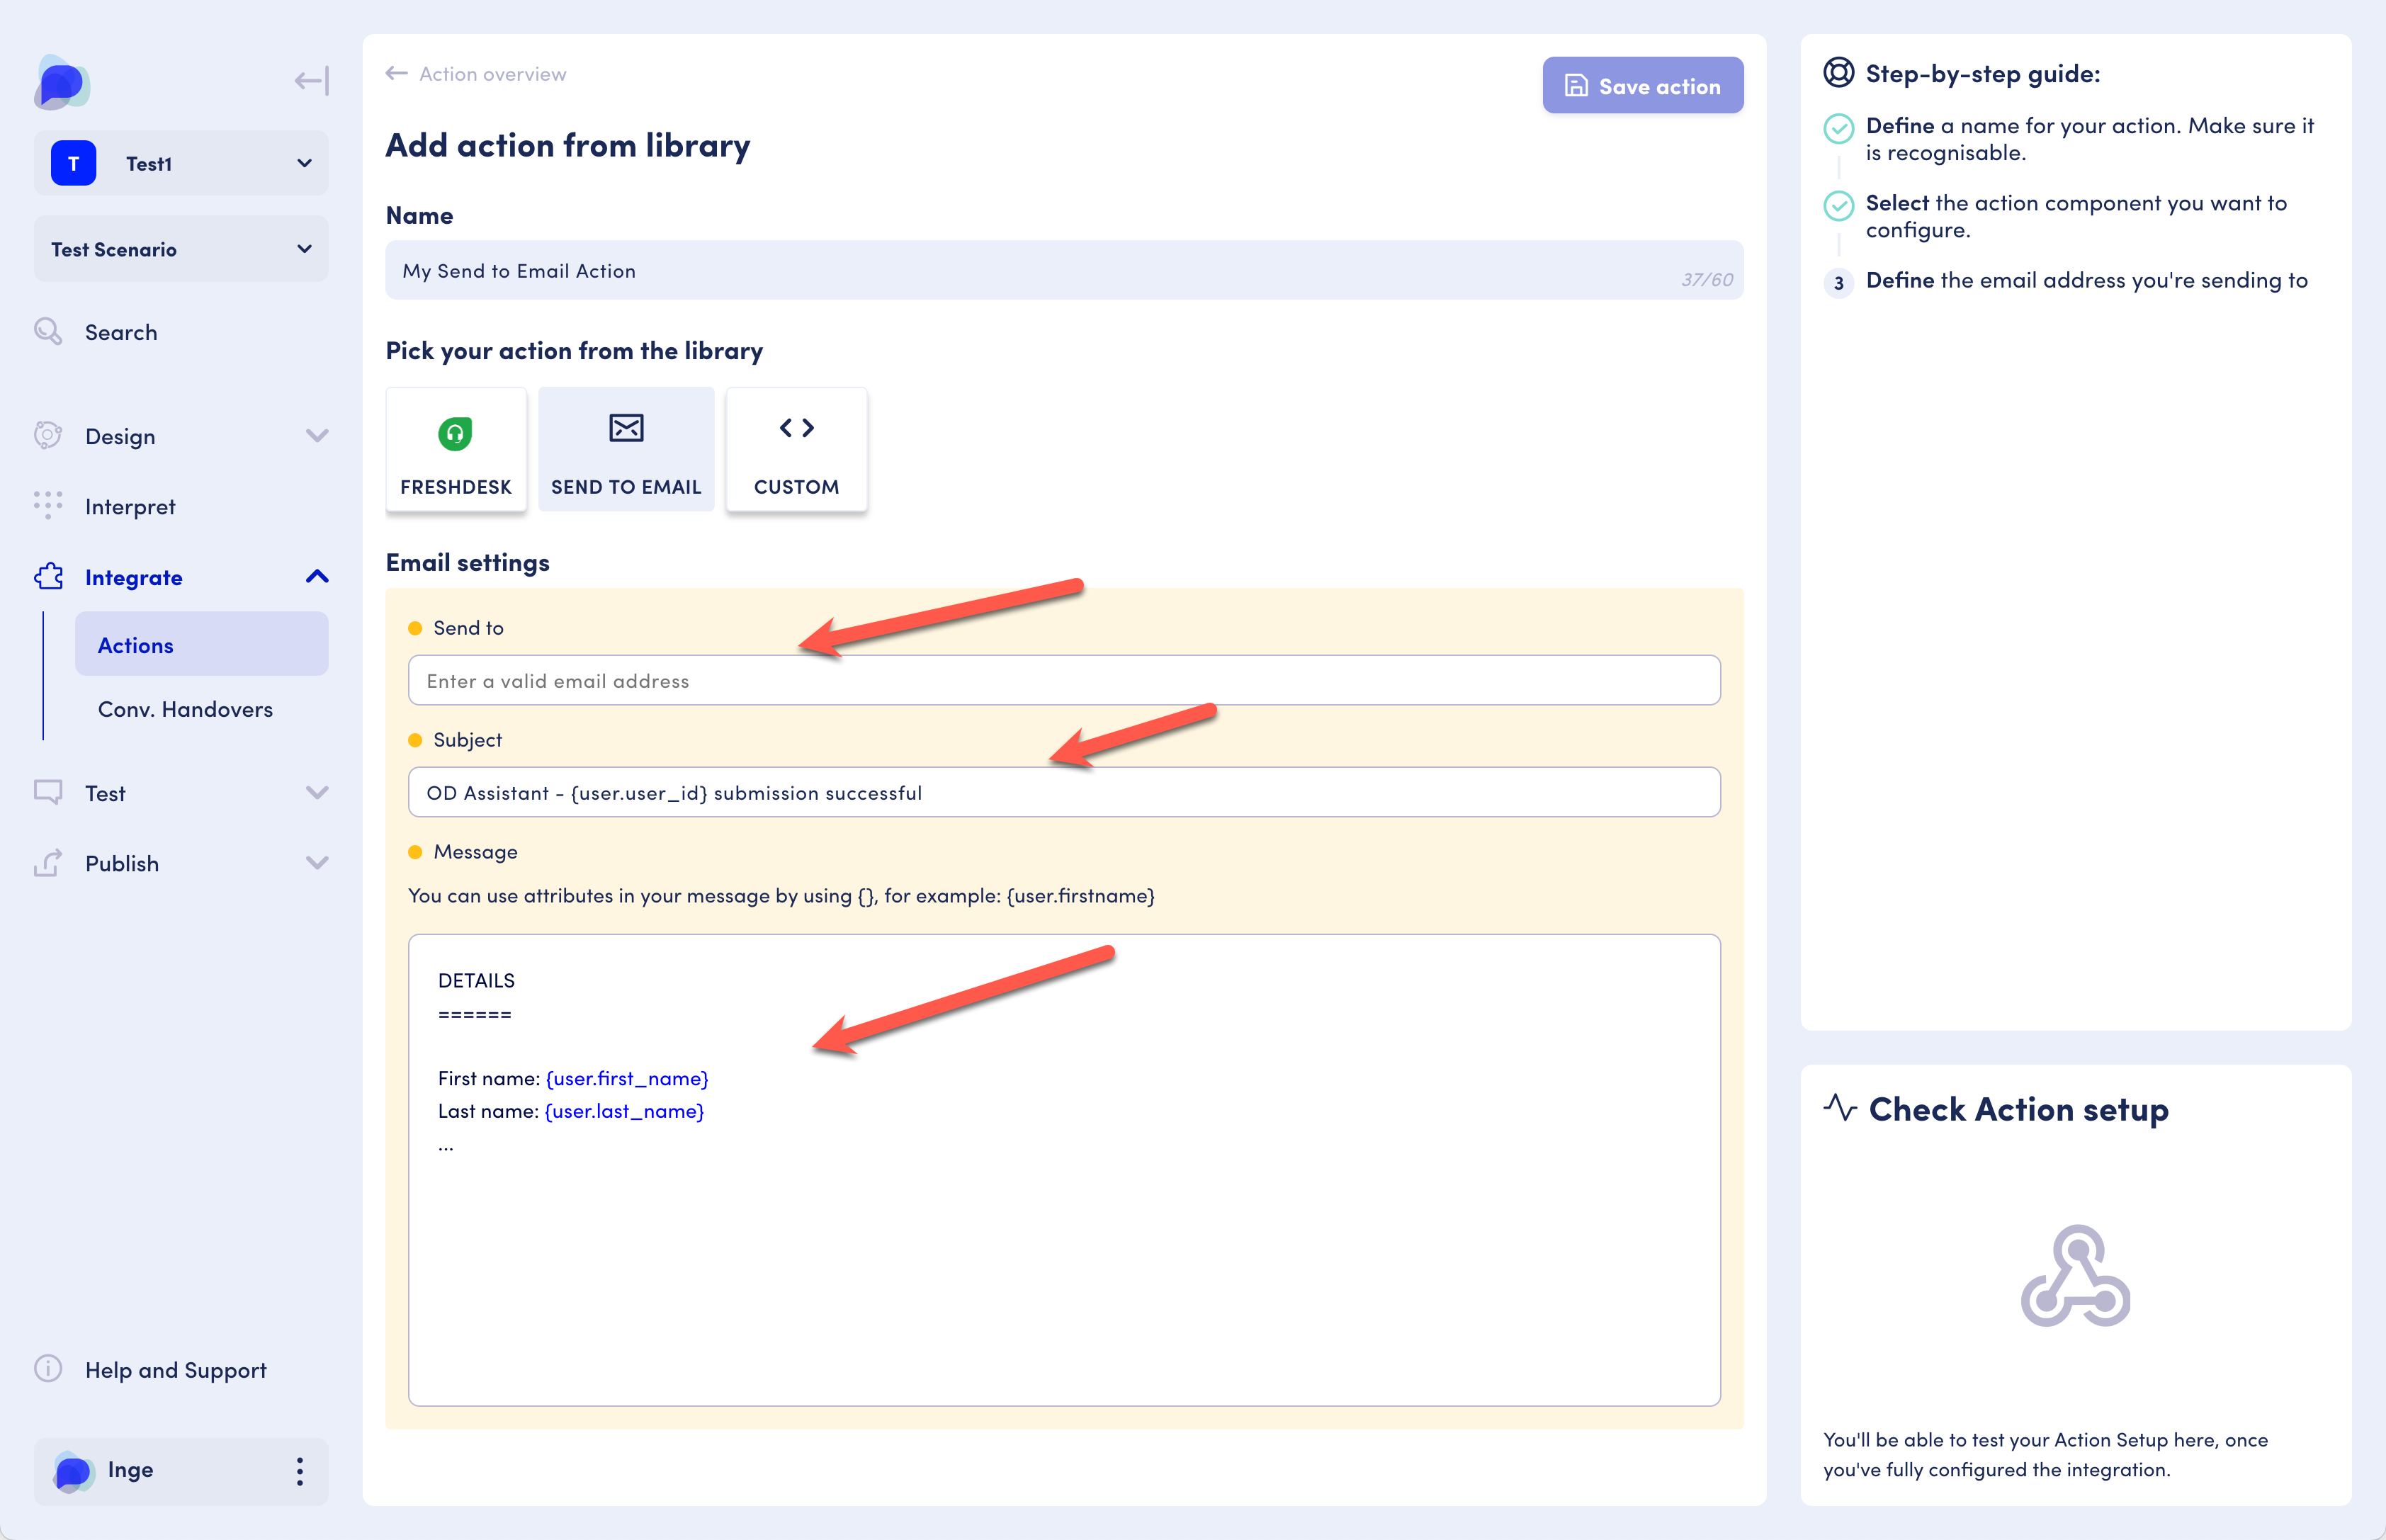 T
Test1
Test Scenario
Search
Design
Interpret
Integrate
Actions
Conv. Handovers
Test
Publish
Help and Support
Inge
Action overview
Save action
Add action from library
Name
My Send to Email Action
37/60
Pick your action from the library
FRESHDESK
SEND TO EMAIL
CUSTOM
Email settings
Send to
Enter a valid email address
Subject
OD Assistant - {user.user_id} submission successful
Message
You can use attributes in your message by using {}, for example: {user.firstname}
DETAILS
======
First name: {user.first_name}
Last name: {user.last_name}
...
Step-by-step guide:
Define a name for your action. Make sure it
is recognisable.
Select the action component you want to
configure.
3 Define the email address you're sending to
Check Action setup
You'll be able to test your Action Setup here, once
you've fully configured the integration.